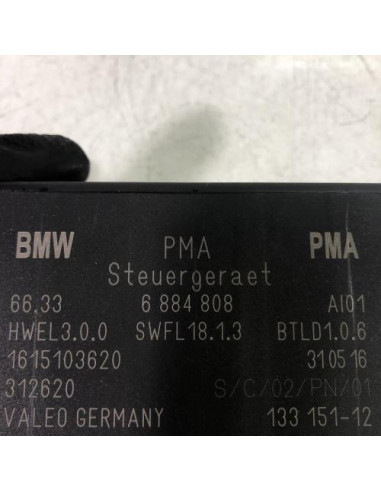 BMW PMA PMA
Steuergeraet
66.33 6 884 808 AI01
HWEL3.0.0 SWFL18.1.3 BTLD1.0.6
1615103620 310516
312620 S/C/02/PN/01
VALEO GERMANY 133 151-12